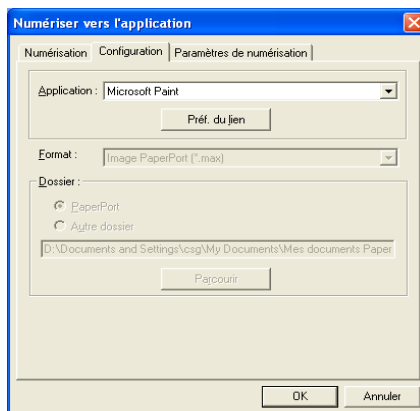 Numériser vers l'application
Numérisation Configuration Paramètres de numérisation
Application : Microsoft Paint
Préf. du lien
Format : Image PaperPort (*.max)
Dossier :
PaperPort
Autre dossier
D:\Documents and Settings\csg\My Documents\Mes documents Paper
Parcourir
OK Annuler